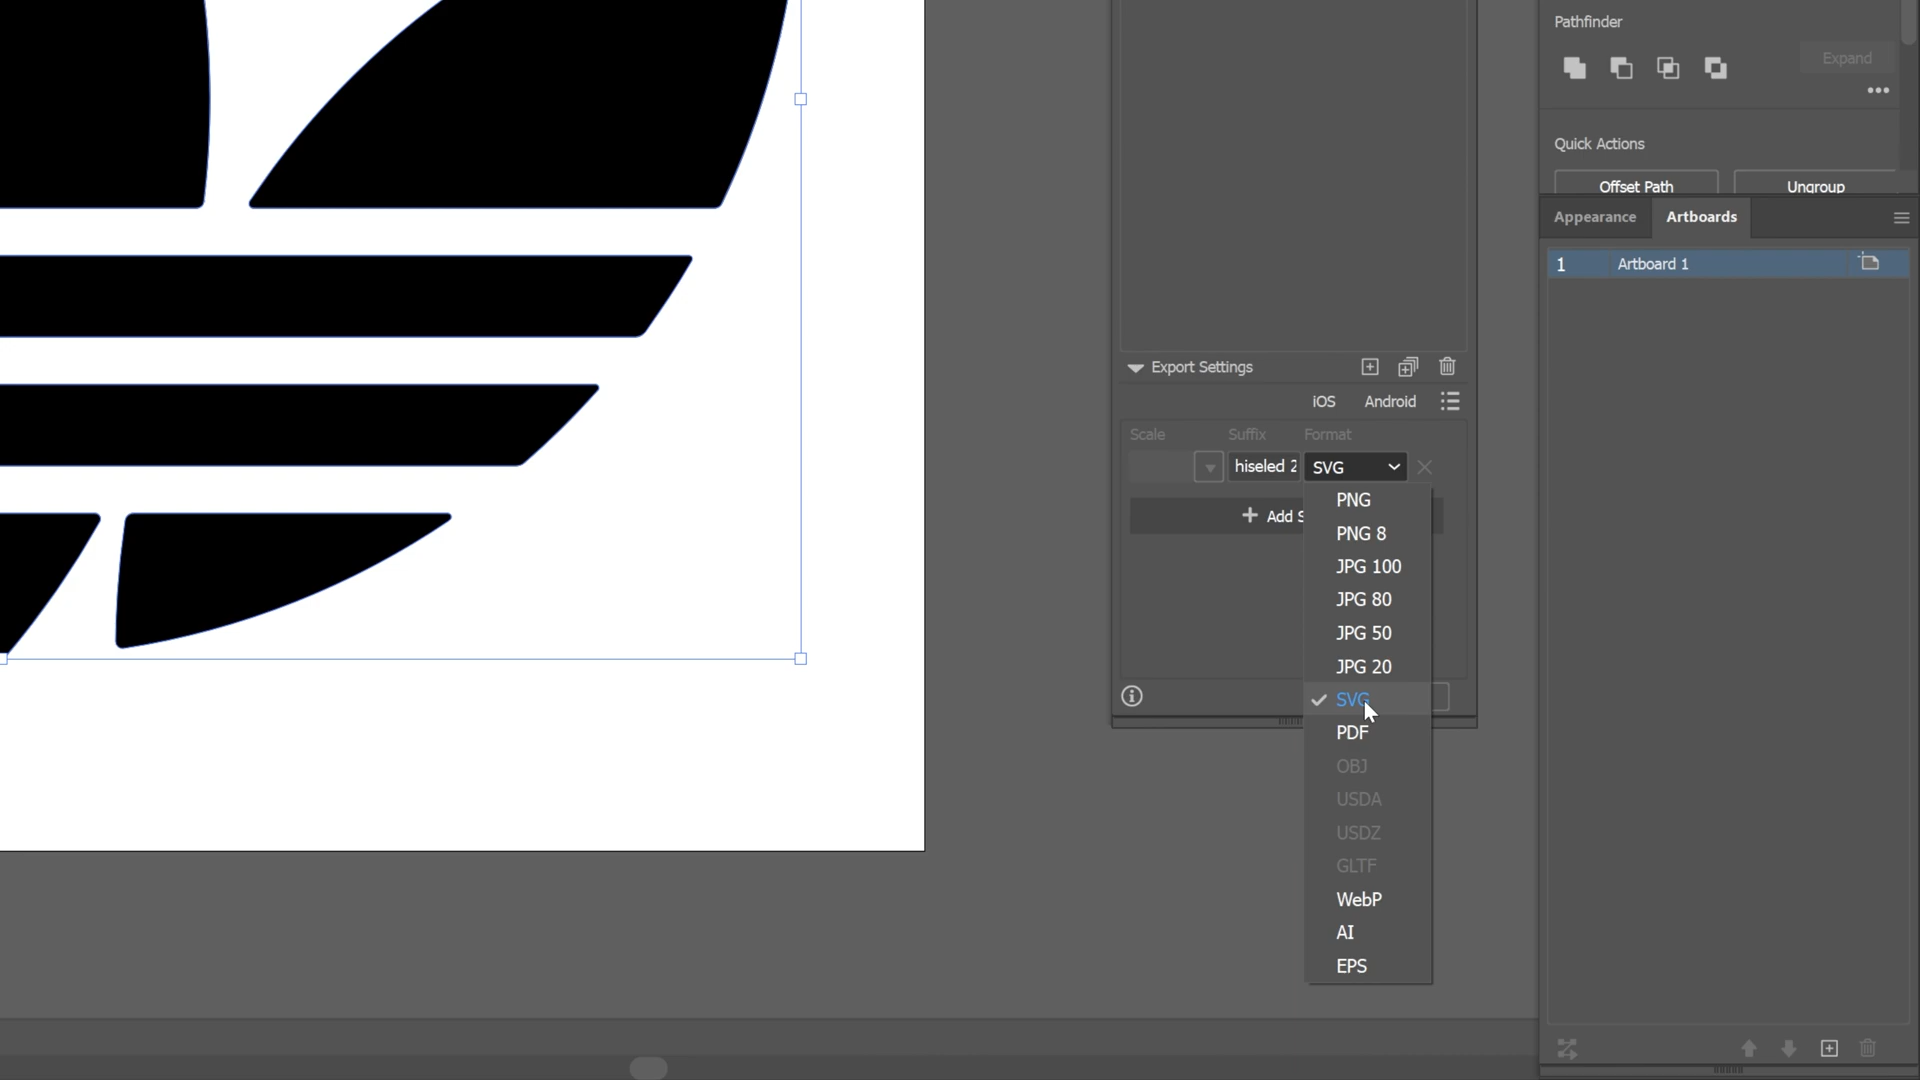 Pathfinder
Expand
Quick Actions
Offset Path
Ungroup
Appearance
Artboards
1
Artboard 1
Export Settings
iOS
Android
Scale
Suffix
Format
hiseled 2
SVG
PNG
PNG 8
Add S
JPG 100
JPG 80
JPG 50
JPG 20
SVG
PDF
OBJ
USDA
USDZ
GLTF
WebP
AI
EPS